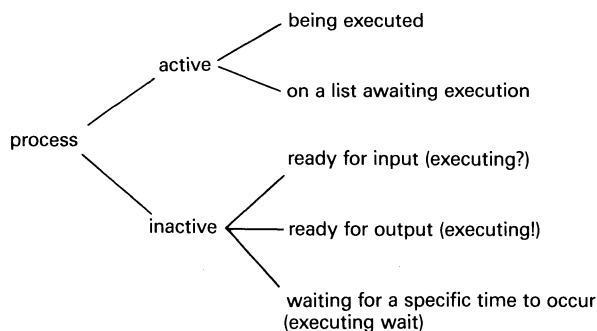 being executed
active
on a list awaiting execution
process
ready for input (executing?)
inactive
ready for output (executing!)
waiting for a specific time to occur
(executing wait)